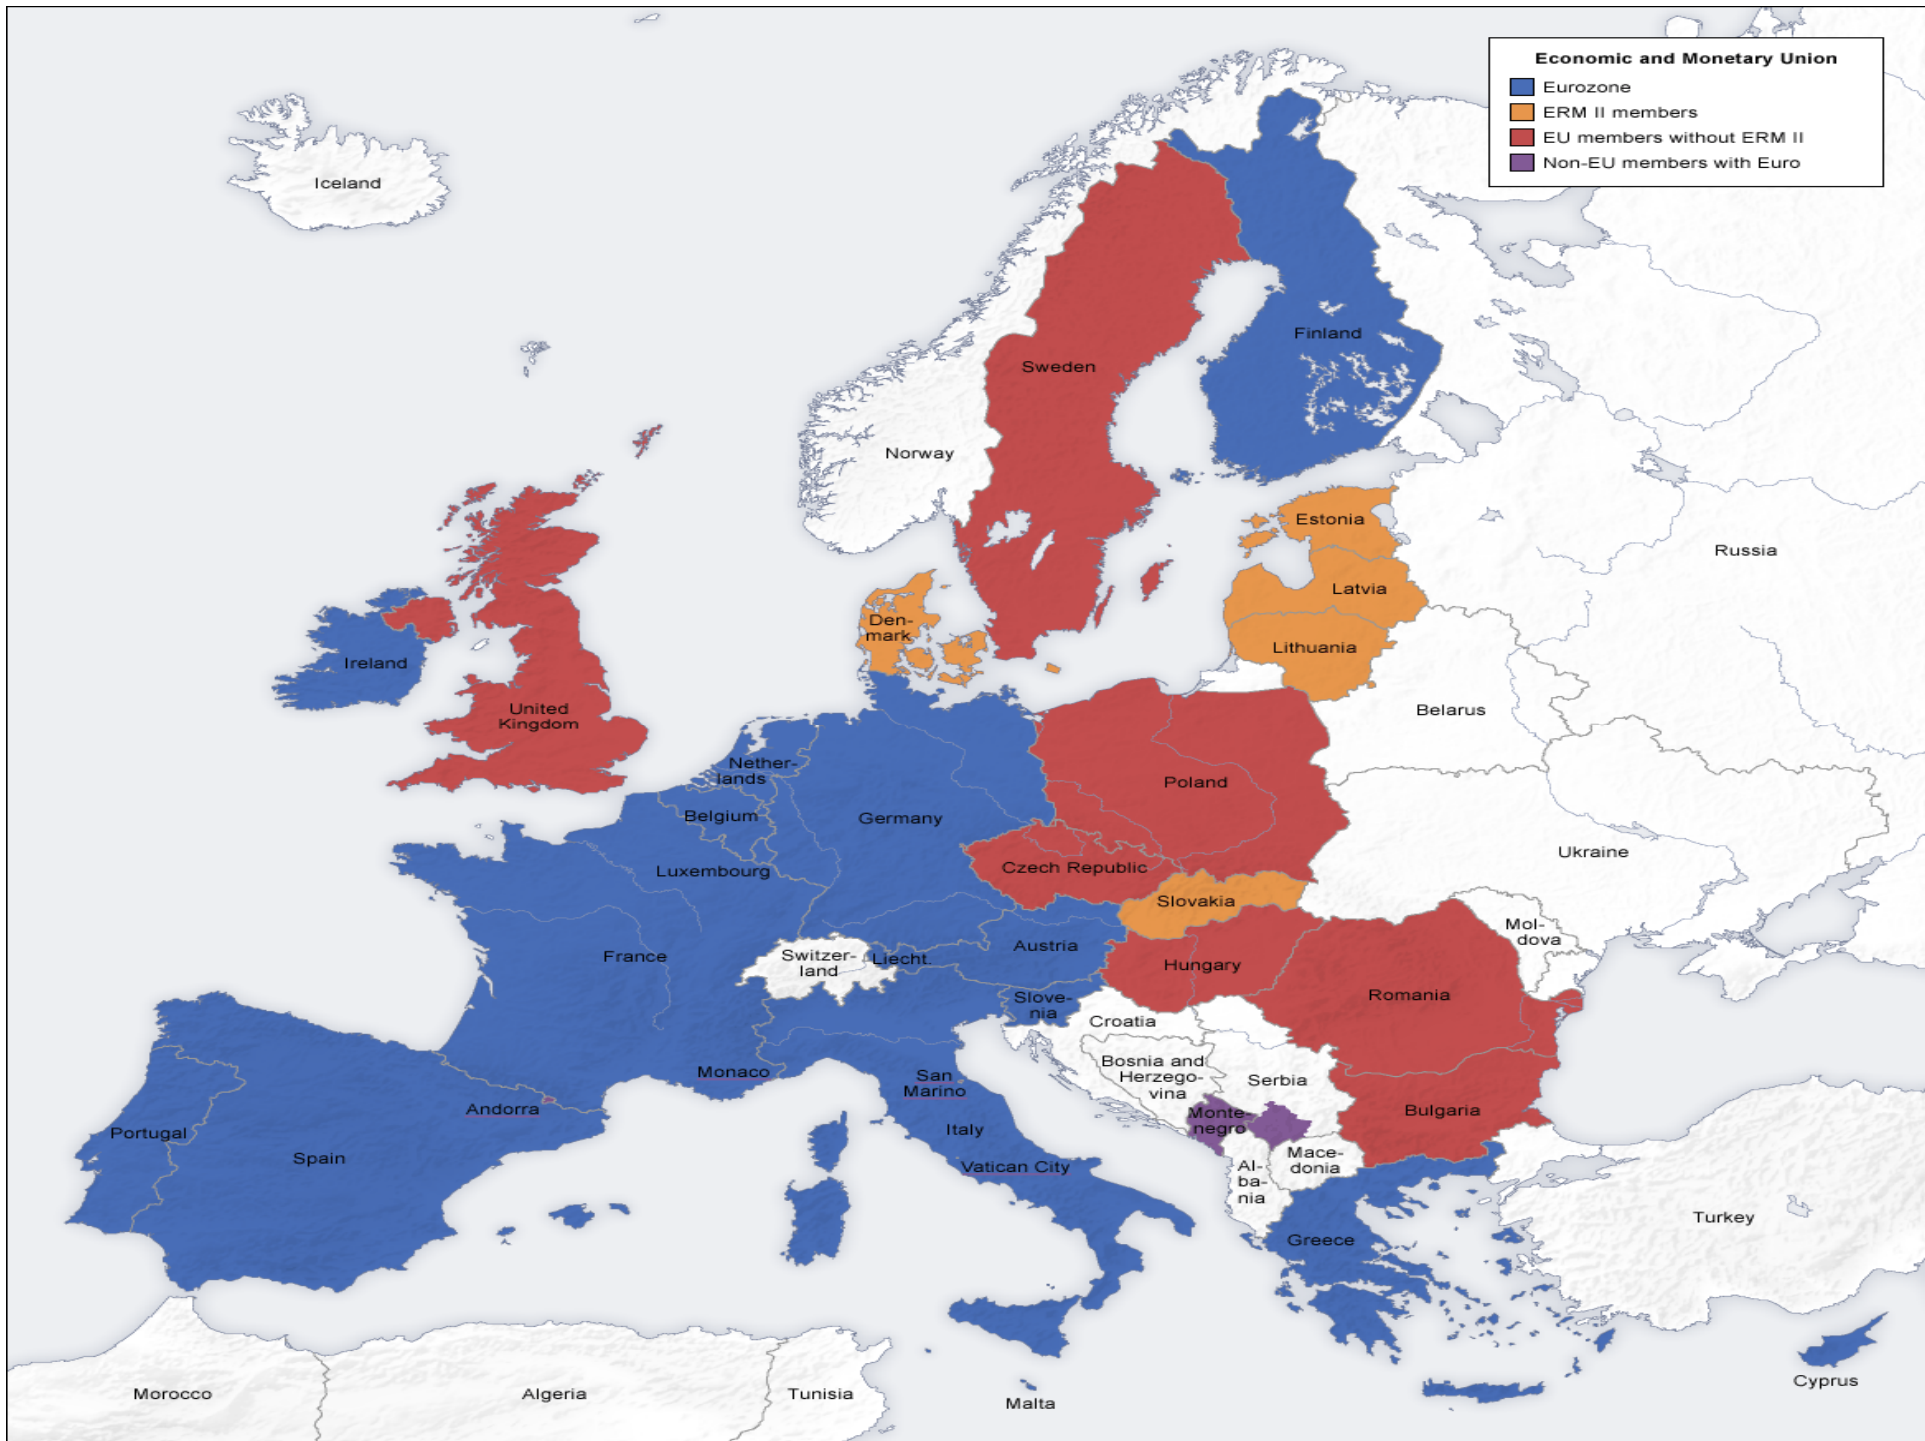 Economic and Monetary Union
Eurozone
ERM II members
EU members without ERM II
Non-EU members with Euro
Iceland
Finland
Sweden
Norway
Estonia
Russia
Latvia
Den-
mark
Lithuania
Ireland
United
Kingdom
Belarus
Nether-
lands
Poland
Belgium
Germany
Ukraine
Czech Republic
Luxembourg
Slovakia
Mol-
dova
Austria
France
Switzer-
land
Liecht.
Hungary
Romania
Slove-
nia
Croatia
Bosnia and
Herzego-
vina
Serbia
Monaco
San
Marino
Andorra
Monte-
negro
Bulgaria
Portugal
Italy
Spain
Vatican City
Mace-
donia
Al-
ba-
nia
Turkey
Greece
Cyprus
Morocco
Algeria
Tunisia
Malta